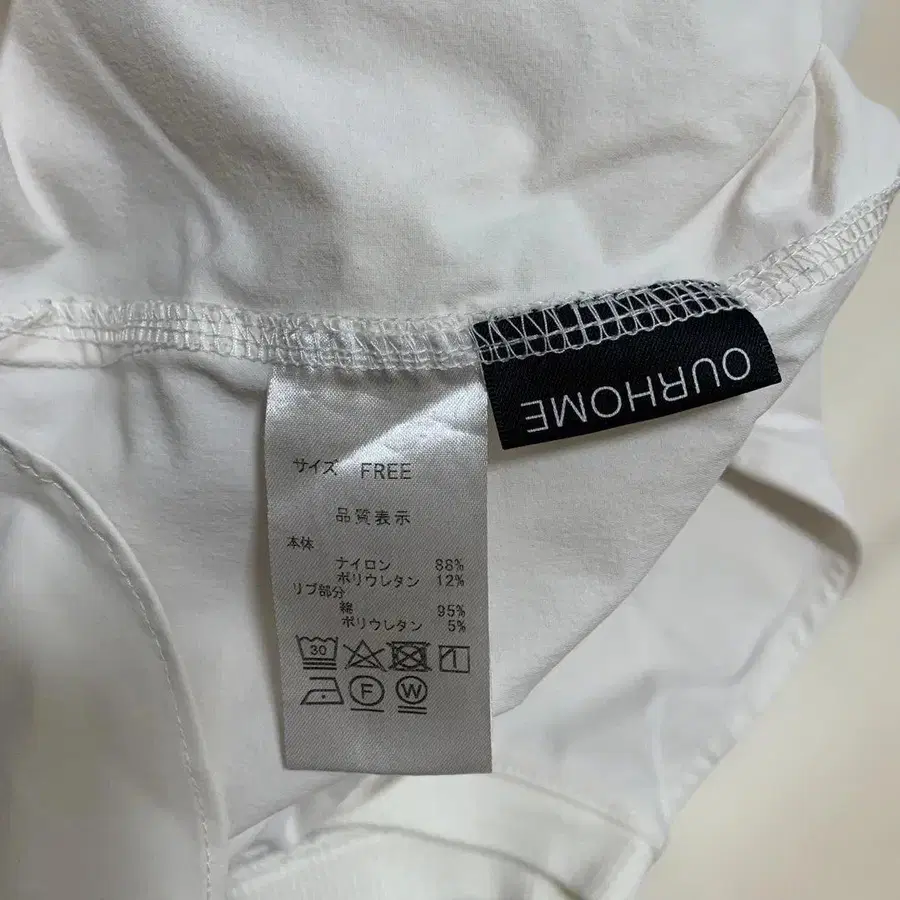 OURHOME
サイズ FREE
品質表示
本体
ナイロン 88%
ポリウレタン 12%
リブ部分
綿 95%
ポリウレタン 5%
30
F W